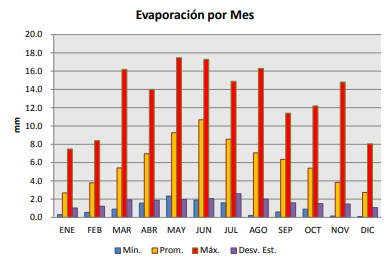 Evaporación por Mes
20.0
18.0
16.0
14.0
12.0
10.0
8.0
6.0
4.0
2.0
0.0
mm
ENE FEB MAR ABR MAY JUN JUL AGO SEP OCT NOV DIC
Mín. Prom. Máx. Desv. Est.